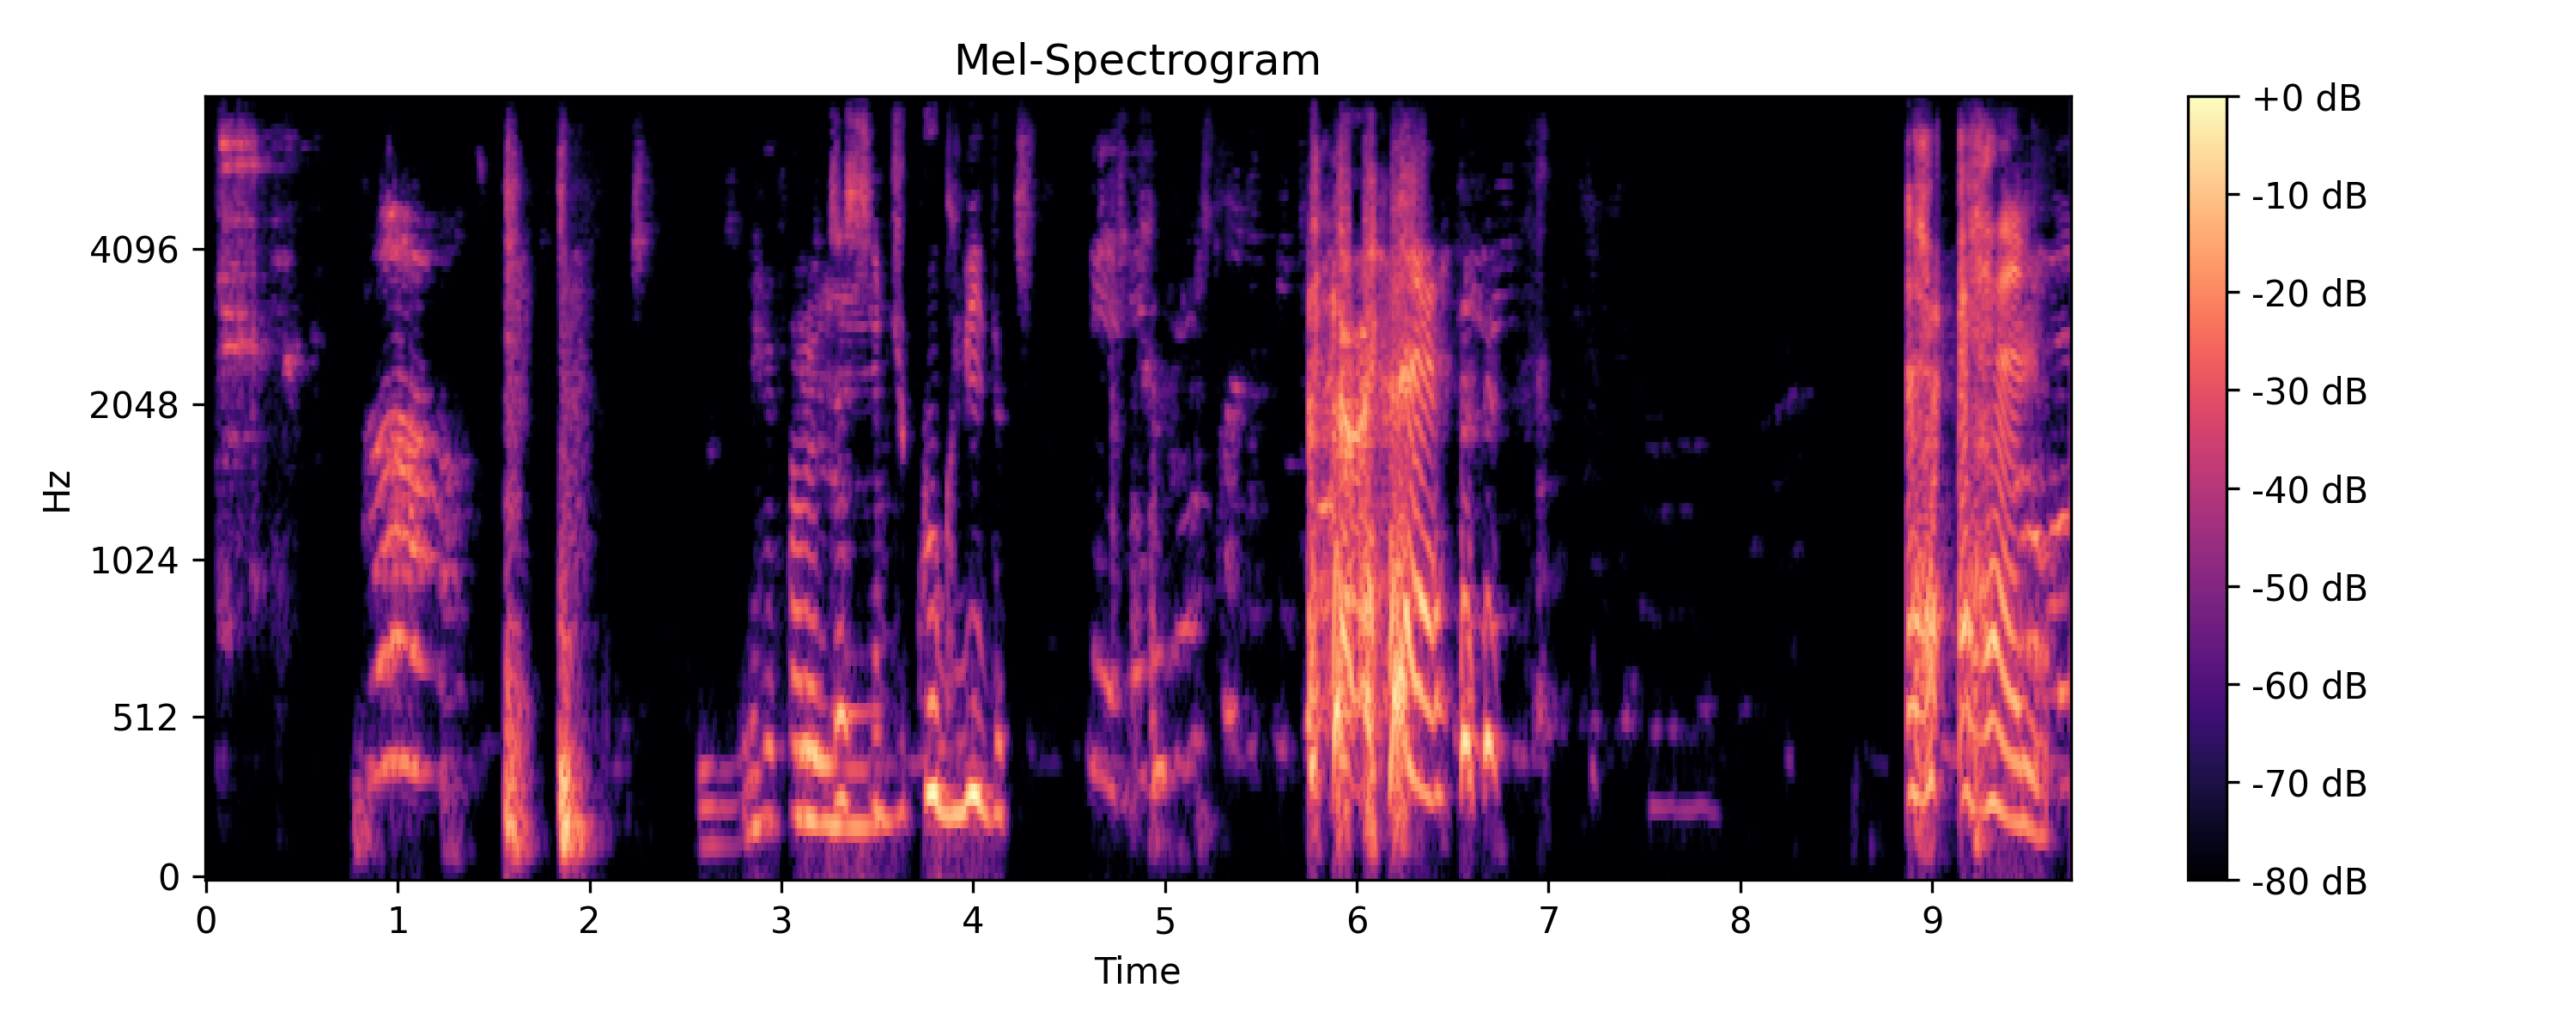 Mel-Spectrogram
+0 dB
-10 dB
-20 dB
-30 dB
-40 dB
-50 dB
-60 dB
-70 dB
-80 dB
4096
2048
1024
512
0
Hz
0 1 2 3 4 5 6 7 8 9
Time